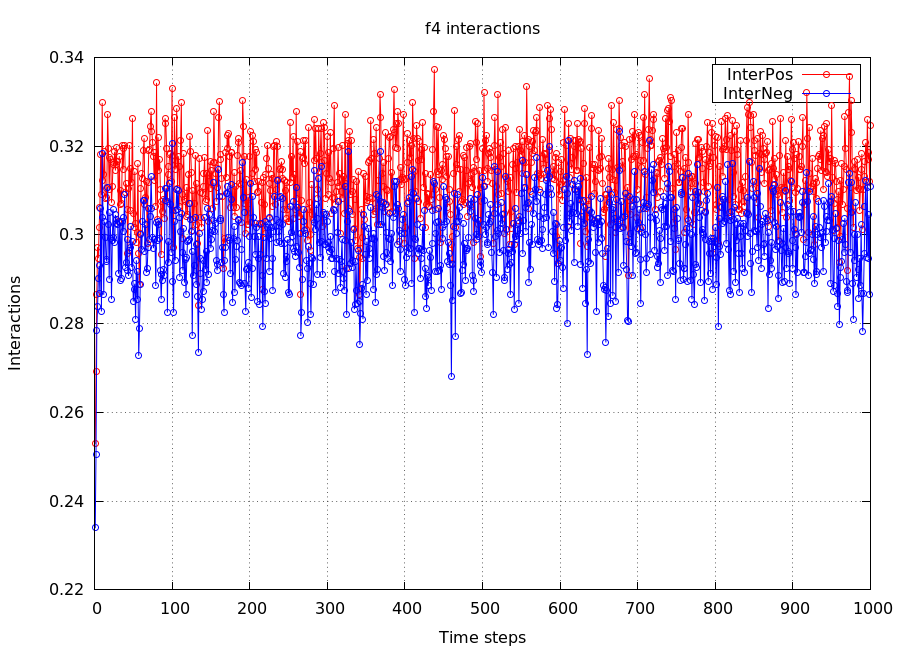 f4 interactions
InterPos
InterNeg
0.34
0.32
0.3
0.28
0.26
0.24
0.22
Interactions
0 100 200 300 400 500 600 700 800 900 1000
Time steps